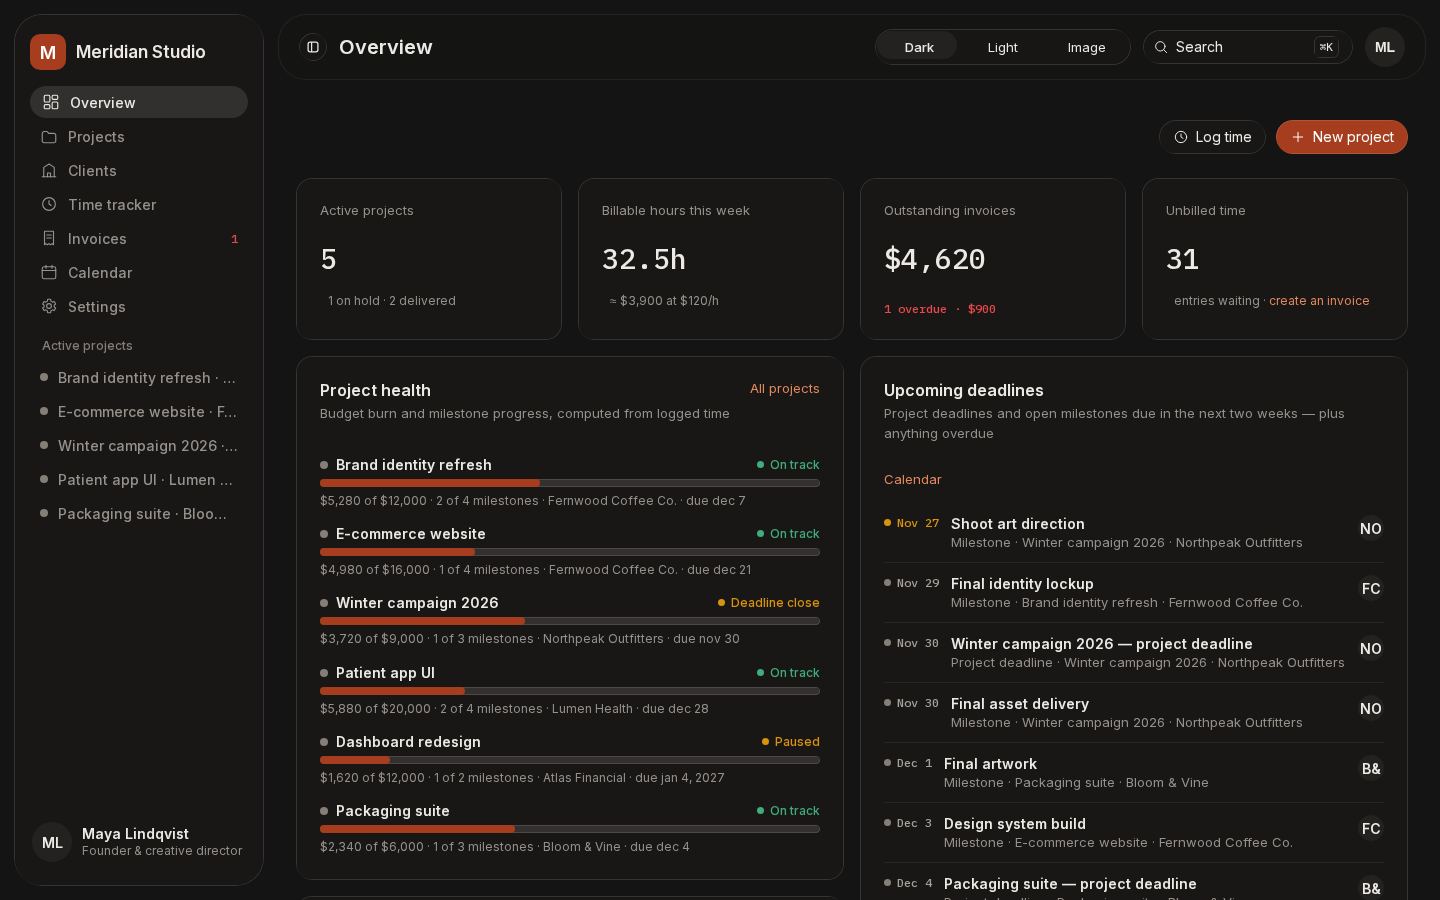 M Meridian Studio
Overview
Projects
Clients
Time tracker
Invoices 1
Calendar
Settings
Active projects
Brand identity refresh · …
E-commerce website · F…
Winter campaign 2026 ·…
Patient app UI · Lumen …
Packaging suite · Bloo…
ML Maya Lindqvist
Founder & creative director
Overview
Dark Light Image
Search ⌘K
ML
Log time
New project
Active projects
5
1 on hold · 2 delivered
Billable hours this week
32.5h
≈ $3,900 at $120/h
Outstanding invoices
$4,620
1 overdue · $900
Unbilled time
31
entries waiting · create an invoice
Project health
All projects
Budget burn and milestone progress, computed from logged time
Brand identity refresh On track
$5,280 of $12,000 · 2 of 4 milestones · Fernwood Coffee Co. · due dec 7
E-commerce website On track
$4,980 of $16,000 · 1 of 4 milestones · Fernwood Coffee Co. · due dec 21
Winter campaign 2026 Deadline close
$3,720 of $9,000 · 1 of 3 milestones · Northpeak Outfitters · due nov 30
Patient app UI On track
$5,880 of $20,000 · 2 of 4 milestones · Lumen Health · due dec 28
Dashboard redesign Paused
$1,620 of $12,000 · 1 of 2 milestones · Atlas Financial · due jan 4, 2027
Packaging suite On track
$2,340 of $6,000 · 1 of 3 milestones · Bloom & Vine · due dec 4
Upcoming deadlines
Project deadlines and open milestones due in the next two weeks — plus
anything overdue
Calendar
Nov 27 Shoot art direction NO
Milestone · Winter campaign 2026 · Northpeak Outfitters
Nov 29 Final identity lockup FC
Milestone · Brand identity refresh · Fernwood Coffee Co.
Nov 30 Winter campaign 2026 — project deadline NO
Project deadline · Winter campaign 2026 · Northpeak Outfitters
Nov 30 Final asset delivery NO
Milestone · Winter campaign 2026 · Northpeak Outfitters
Dec 1 Final artwork B&
Milestone · Packaging suite · Bloom & Vine
Dec 3 Design system build FC
Milestone · E-commerce website · Fernwood Coffee Co.
Dec 4 Packaging suite — project deadline B&